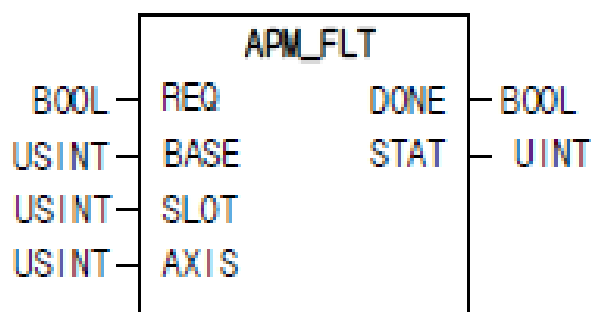 APM_FLT
BOOL REQ DONE BOOL
USINT BASE STAT UINT
USINT SLOT
USINT AXIS